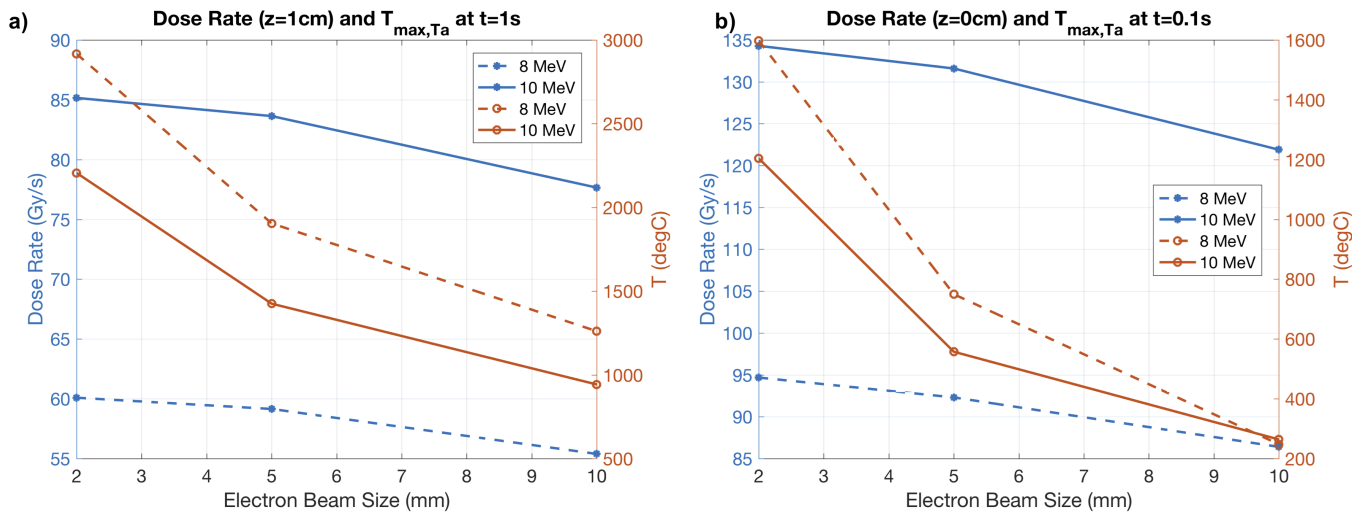 a)
Dose Rate (z=1cm) and Tmax,Ta at t=1s
90
85
80
75
70
65
60
55
Dose Rate (Gy/s)
3000
2500
2000
1500
1000
500
T (degC)
8 MeV
10 MeV
8 MeV
10 MeV
2 3 4 5 6 7 8 9 10
Electron Beam Size (mm)
b)
Dose Rate (z=0cm) and Tmax,Ta at t=0.1s
135
130
125
120
115
110
105
100
95
90
85
Dose Rate (Gy/s)
1600
1400
1200
1000
800
600
400
200
T (degC)
8 MeV
10 MeV
8 MeV
10 MeV
2 3 4 5 6 7 8 9 10
Electron Beam Size (mm)